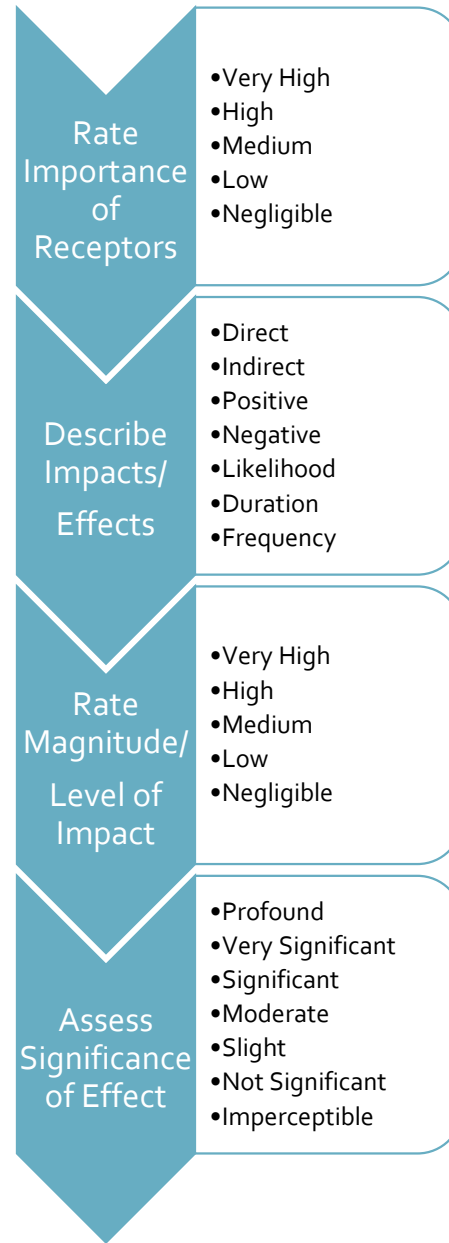 Rate
Importance
of
Receptors
•Very High
•High
•Medium
•Low
•Negligible
Describe
Impacts/
Effects
•Direct
•Indirect
•Positive
•Negative
•Likelihood
•Duration
•Frequency
Rate
Magnitude/
Level of
Impact
•Very High
•High
•Medium
•Low
•Negligible
Assess
Significance
of Effect
•Profound
•Very Significant
•Significant
•Moderate
•Slight
•Not Significant
•Imperceptible